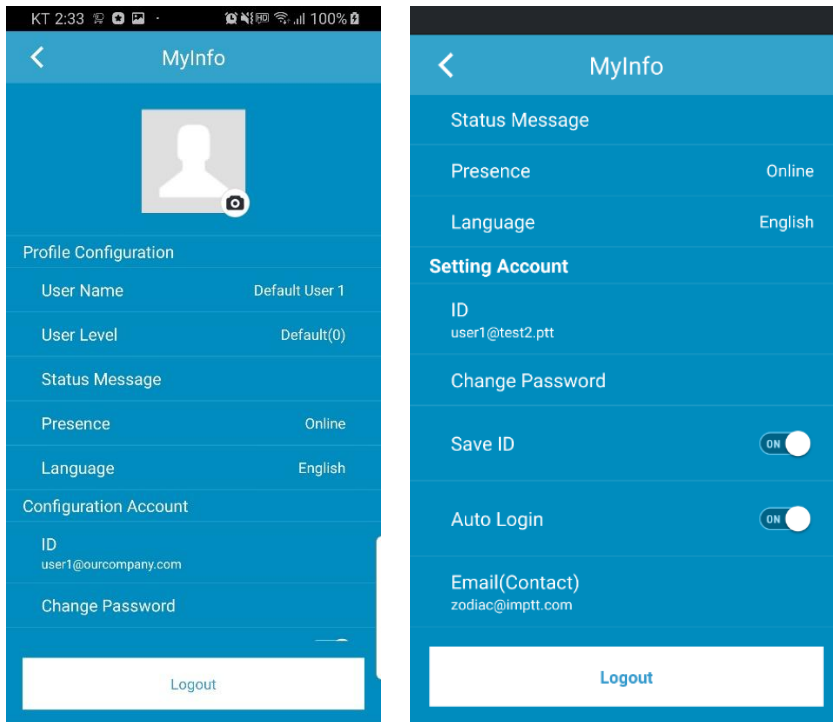 KT 2:33 100%
MyInfo
Profile Configuration
User Name Default User 1
User Level Default(0)
Status Message
Presence Online
Language English
Configuration Account
ID
user1@ourcompany.com
Change Password
Logout
MyInfo
Status Message
Presence Online
Language English
Setting Account
ID
user1@test2.ptt
Change Password
Save ID ON
Auto Login ON
Email(Contact)
zodiac@imptt.com
Logout